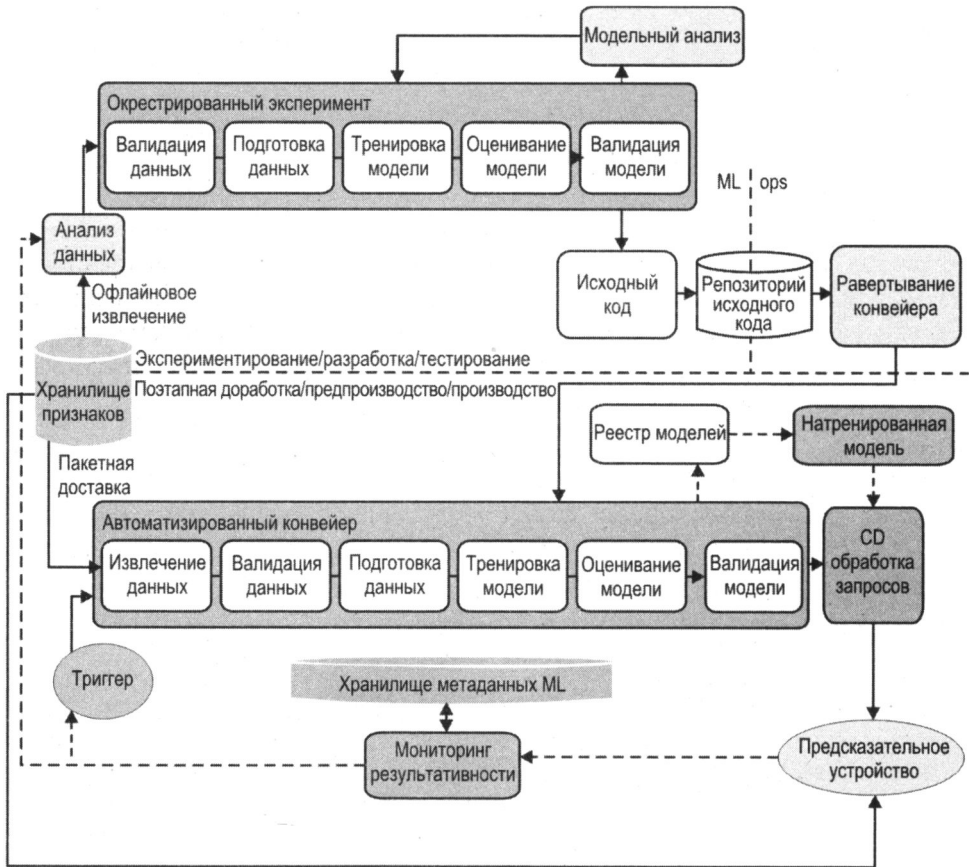 Модельный анализ
Окрестрированный эксперимент
Валидация
данных
Подготовка
данных
Тренировка
модели
Оценивание
модели
Валидация
модели
ML
ops
Анализ
данных
Исходный
код
Репозиторий
исходного
кода
Равертывание
конвейера
Офлайновое
извлечение
Экспериментирование/разработка/тестирование
Хранилище
признаков
Поэтапная доработка/предпроизводство/производство
Реестр моделей
Натренированная
модель
Пакетная
доставка
Автоматизированный конвейер
Извлечение
данных
Валидация
данных
Подготовка
данных
Тренировка
модели
Оценивание
модели
Валидация
модели
CD
обработка
запросов
Триггер
Хранилище метаданных ML
Мониторинг
результативности
Предсказательное
устройство